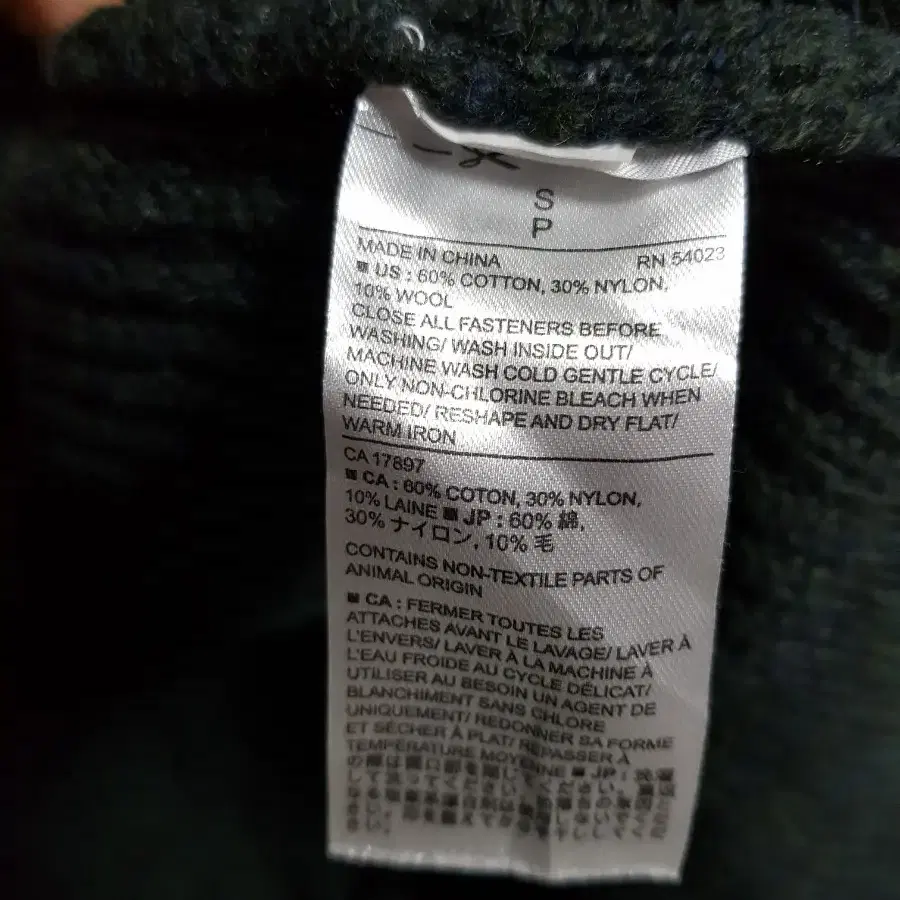 S
P
MADE IN CHINA RN 54023
■ US : 60% COTTON, 30% NYLON,
10% WOOL
CLOSE ALL FASTENERS BEFORE
WASHING/ WASH INSIDE OUT/
MACHINE WASH COLD GENTLE CYCLE/
ONLY NON-CHLORINE BLEACH WHEN
NEEDED/ RESHAPE AND DRY FLAT/
WARM IRON
CA 17897
■ CA : 60% COTON, 30% NYLON,
10% LAINE ■ JP : 60% 綿,
30% ナイロン, 10% 毛
CONTAINS NON-TEXTILE PARTS OF
ANIMAL ORIGIN
■ CA : FERMER TOUTES LES
ATTACHES AVANT LE LAVAGE/ LAVER À
L'ENVERS/ LAVER À LA MACHINE À
L'EAU FROIDE AU CYCLE DÉLICAT/
UTILISER AU BESOIN UN AGENT DE
BLANCHIMENT SANS CHLORE
UNIQUEMENT/ REDONNER SA FORME
ET SÉCHER À PLAT/ REPASSER À
TEMPÉRATURE MOYENNE ■ JP :